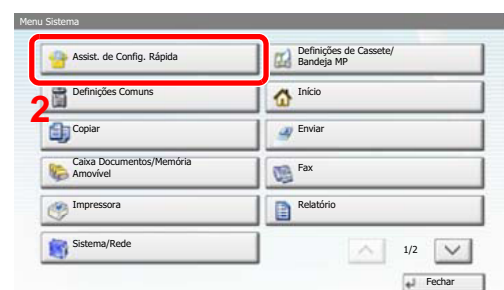 Menu Sistema
Assist. de Config. Rápida
Definições de Cassete/
Bandeja MP
2
Definições Comuns
Início
Copiar
Enviar
Caixa Documentos/Memória
Amovível
Fax
Impressora
Relatório
Sistema/Rede
1/2
Fechar